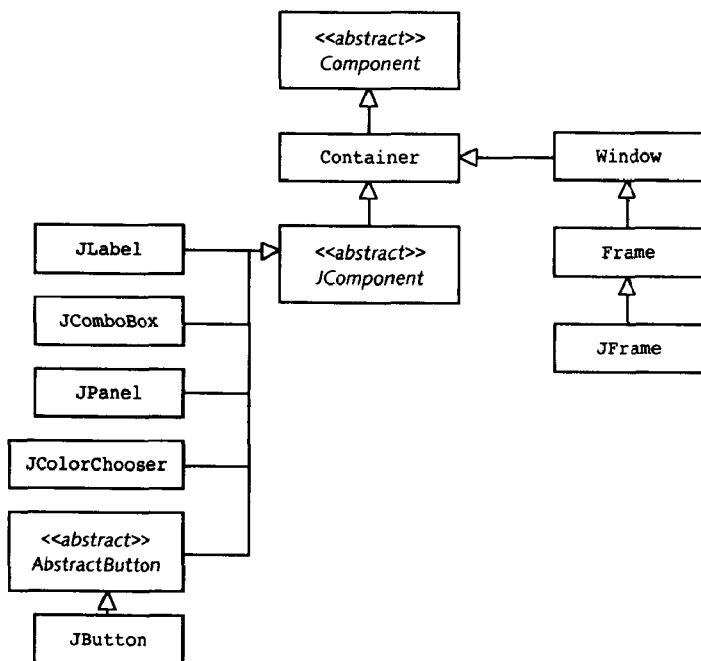 <<abstract>>
Component
Container
Window
JLabel
<<abstract>>
JComponent
Frame
JComboBox
JFrame
JPanel
JColorChooser
<<abstract>>
AbstractButton
JButton